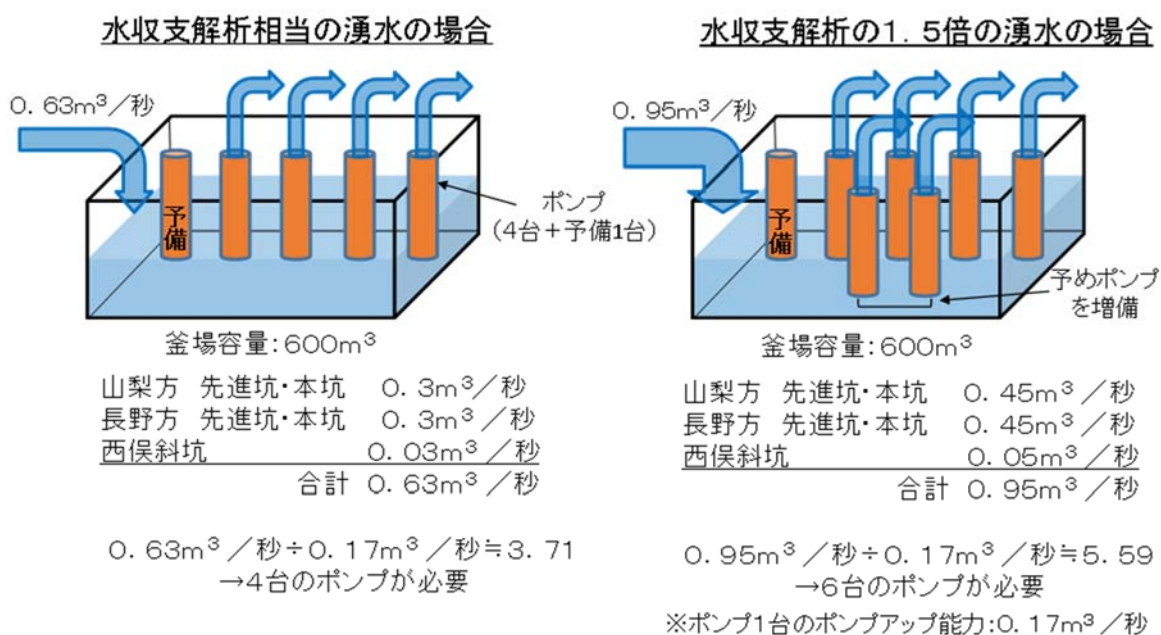 水収支解析相当の湧水の場合
0.63m³/秒
予備
ポンプ
(4台+予備1台)
釜場容量:600m³
山梨方 先進坑・本坑 0.3m³/秒
長野方 先進坑・本坑 0.3m³/秒
西俣斜坑 0.03m³/秒
合計 0.63m³/秒
0.63m³/秒÷0.17m³/秒≒3.71
→4台のポンプが必要
水収支解析の1.5倍の湧水の場合
0.95m³/秒
予備
予めポンプ
を増備
釜場容量:600m³
山梨方 先進坑・本坑 0.45m³/秒
長野方 先進坑・本坑 0.45m³/秒
西俣斜坑 0.05m³/秒
合計 0.95m³/秒
0.95m³/秒÷0.17m³/秒≒5.59
→6台のポンプが必要
※ポンプ1台のポンプアップ能力:0.17m³/秒